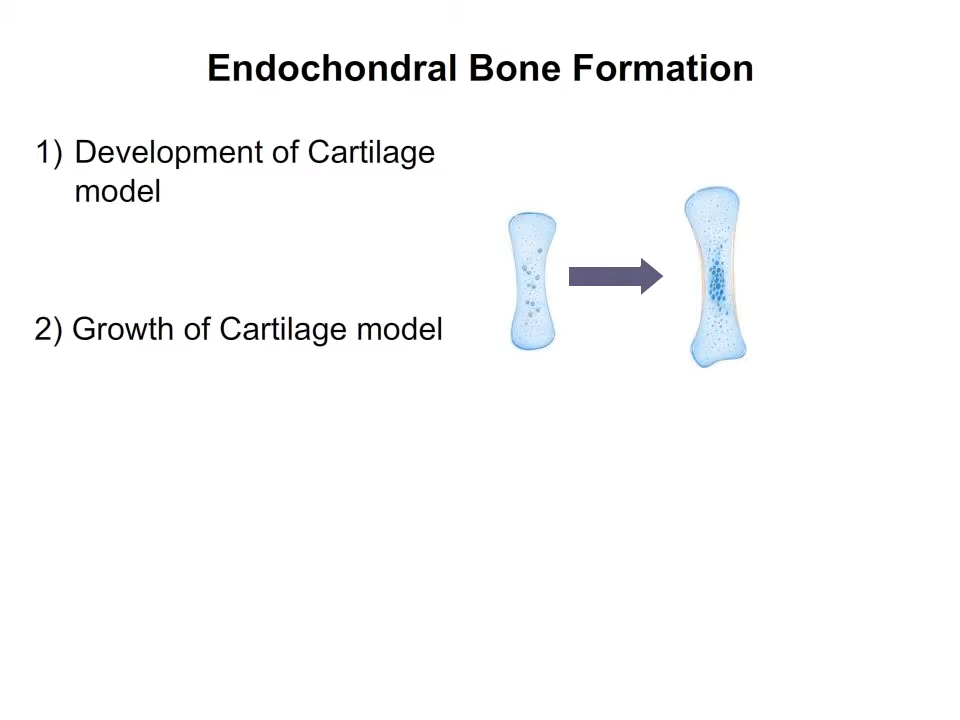 Endochondral Bone Formation
1) Development of Cartilage
model
2) Growth of Cartilage model